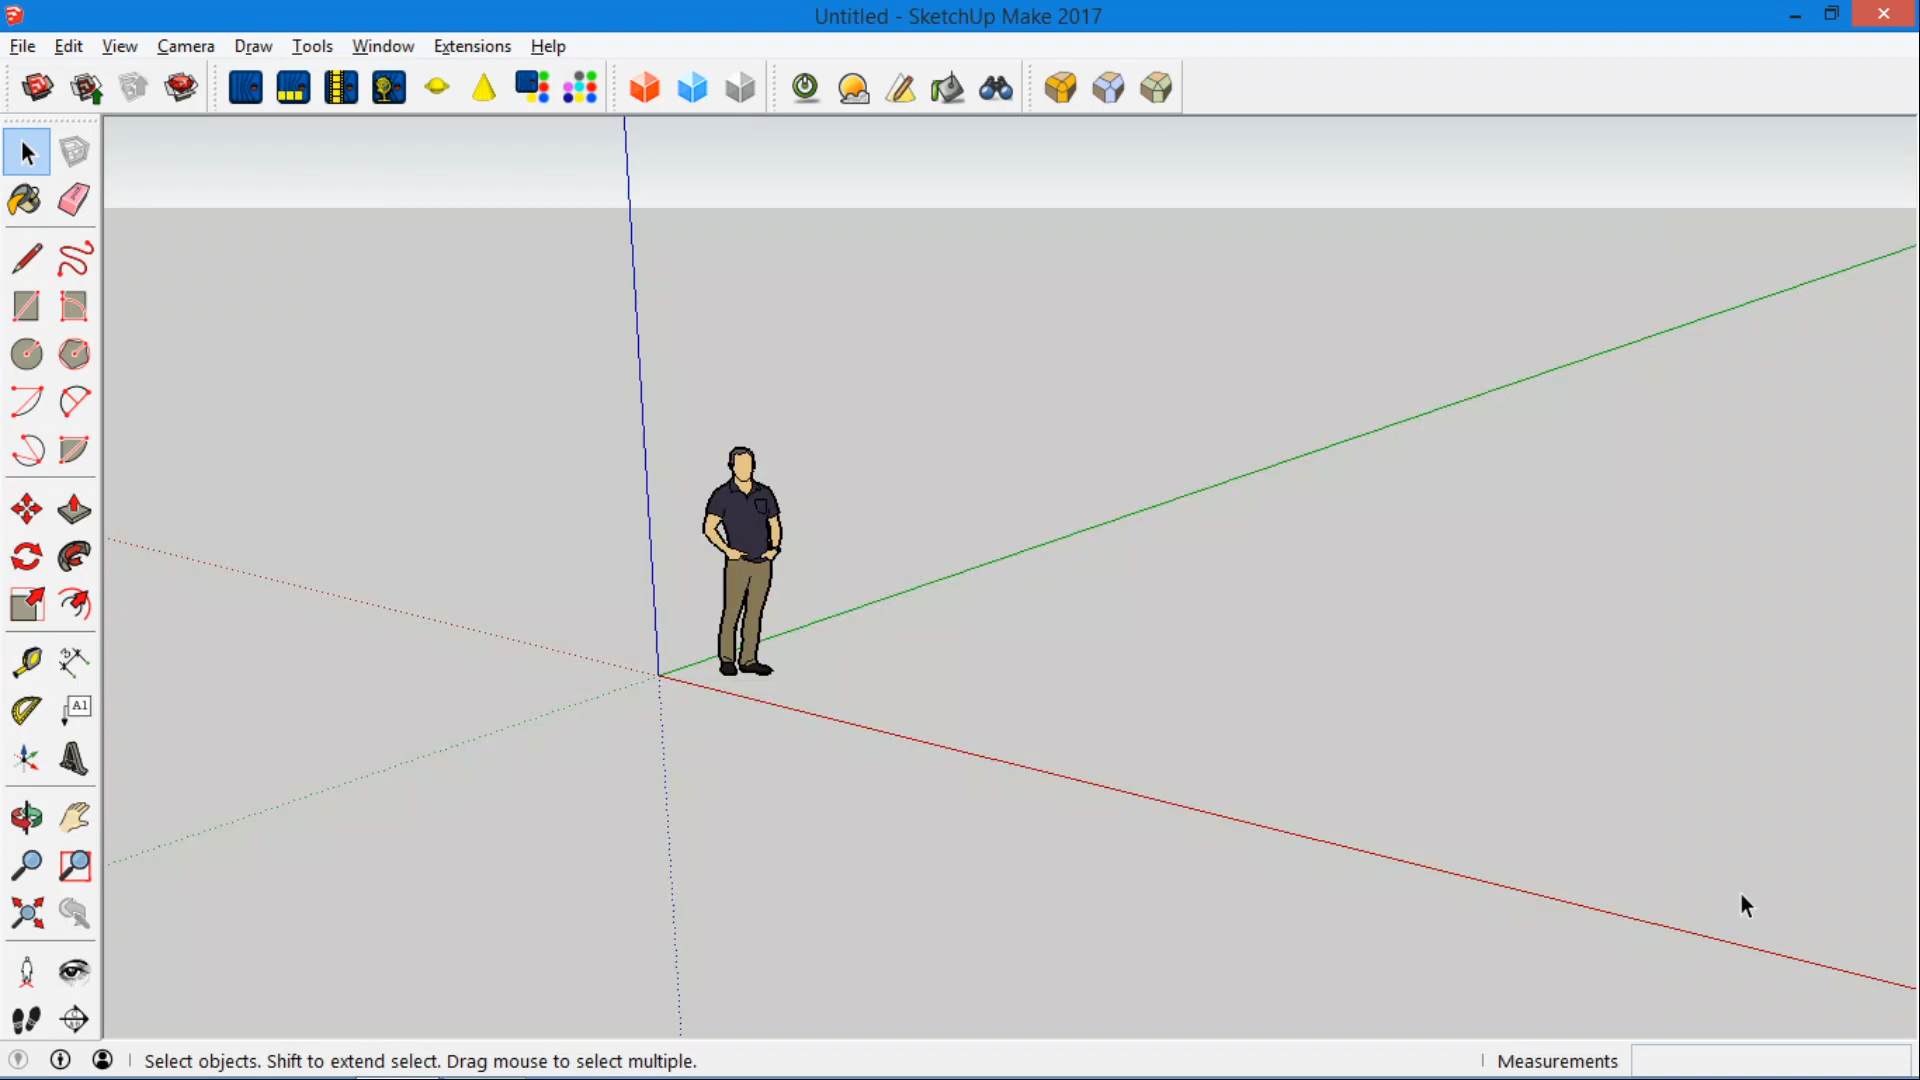 Untitled - SketchUp Make 2017
File Edit View Camera Draw Tools Window Extensions Help
A1
Select objects. Shift to extend select. Drag mouse to select multiple.
Measurements